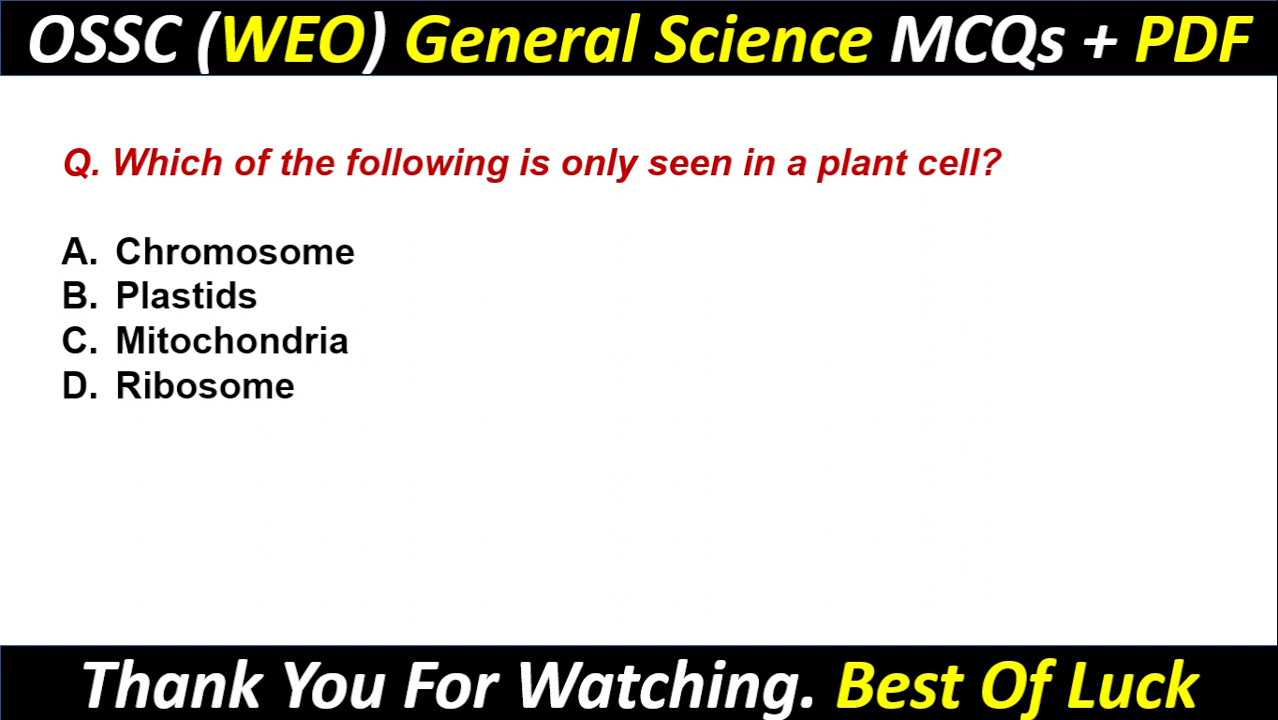 OSSC (WEO) General Science MCQs + PDF
Q. Which of the following is only seen in a plant cell?
A. Chromosome
B. Plastids
C. Mitochondria
D. Ribosome
Thank You For Watching. Best Of Luck